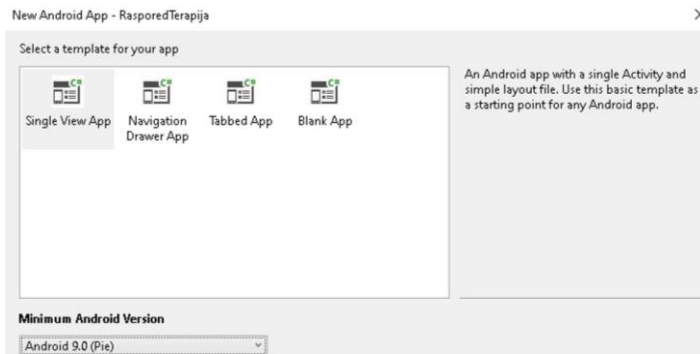 New Android App - RasporedTerapija
Select a template for your app
Single View App
Navigation
Drawer App
Tabbed App
Blank App
An Android app with a single Activity and
simple layout file. Use this basic template as
a starting point for any Android app.
Minimum Android Version
Android 9.0 (Pie)